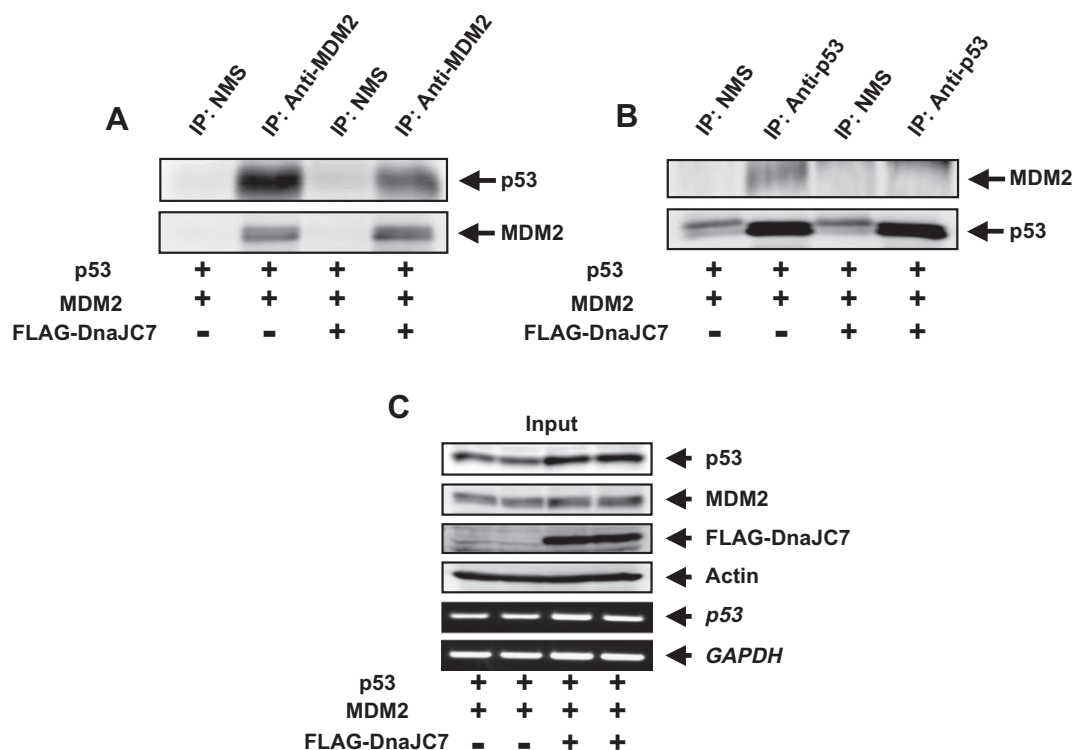 A
IP: NMS
IP: Anti-MDM2
IP: NMS
IP: Anti-MDM2
p53
MDM2
p53 + + + +
MDM2 + + + +
FLAG-DnaJC7 - - + +
B
IP: NMS
IP: Anti-p53
IP: NMS
IP: Anti-p53
MDM2
p53
p53 + + + +
MDM2 + + + +
FLAG-DnaJC7 - - + +
C
Input
p53
MDM2
FLAG-DnaJC7
Actin
p53
GAPDH
p53 + + + +
MDM2 + + + +
FLAG-DnaJC7 - - + +